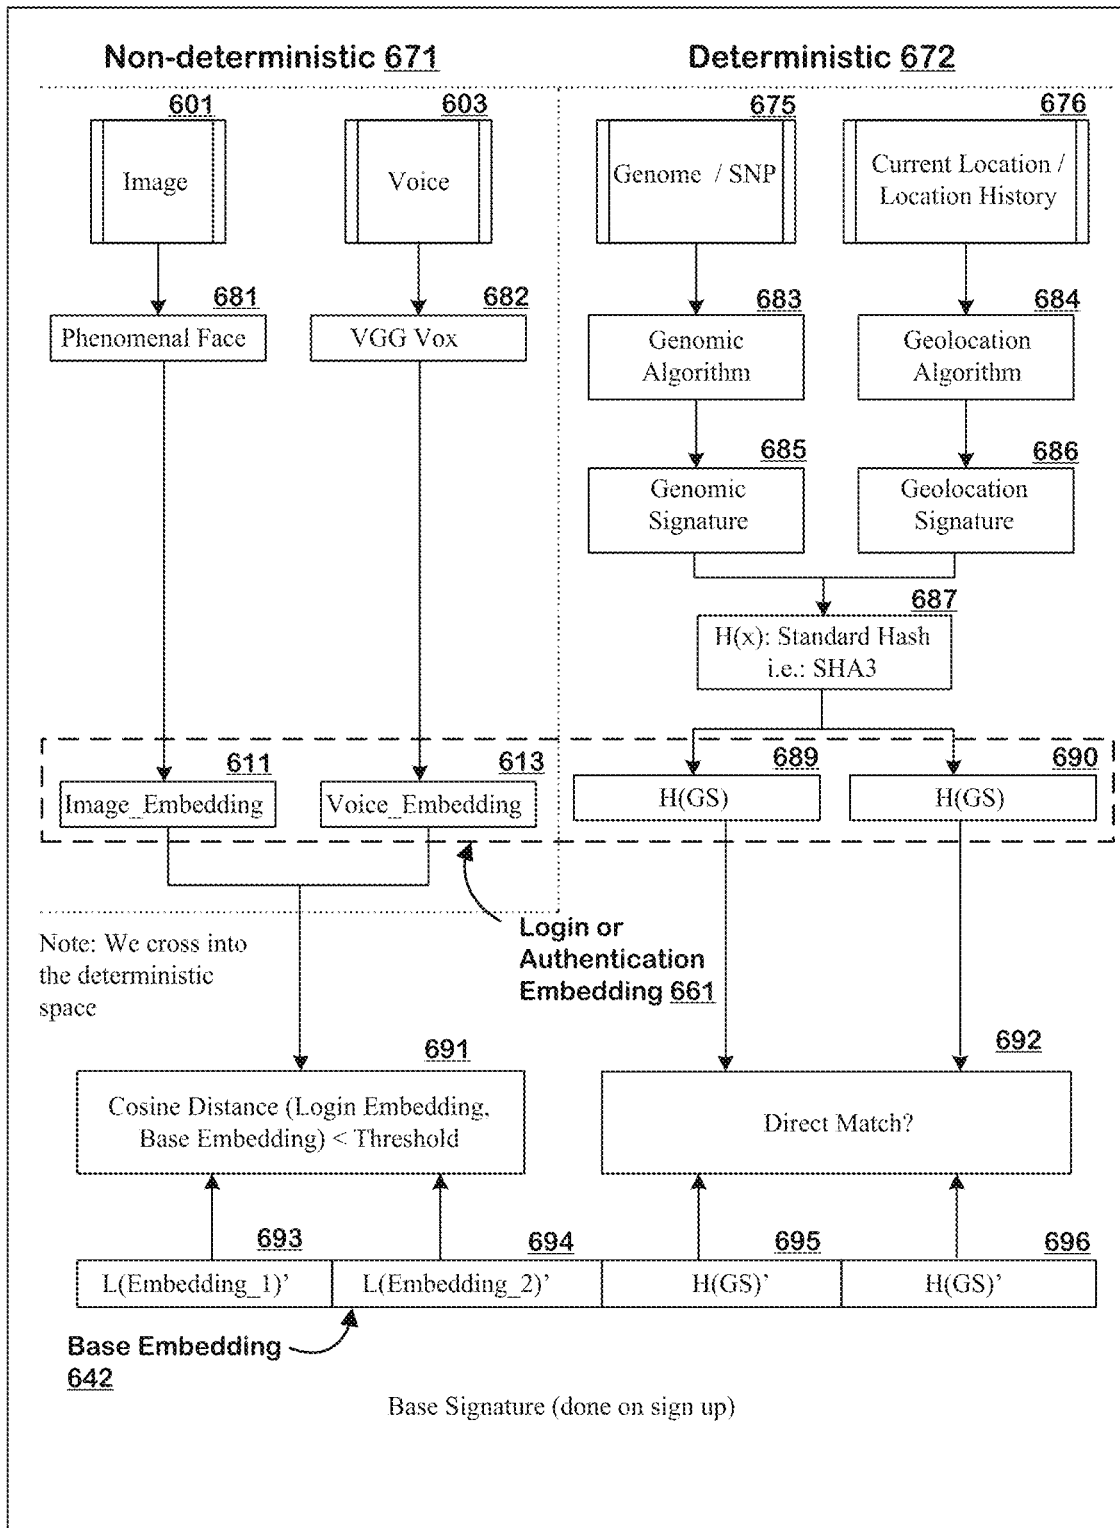 Non-deterministic 671
Deterministic 672
601
603
675
676
Image
Voice
Genome / SNP
Current Location /
Location History
681
682
683
684
Phenomenal Face
VGG Vox
Genomic
Algorithm
Geolocation
Algorithm
685
686
Genomic
Signature
Geolocation
Signature
687
H(x): Standard Hash
i.e.: SHA3
611
613
689
690
Image_Embedding
Voice_Embedding
H(GS)
H(GS)
Note: We cross into
the deterministic
space
Login or
Authentication
Embedding 661
691
692
Cosine Distance (Login Embedding,
Base Embedding) < Threshold
Direct Match?
693
694
695
696
L(Embedding_1)’
L(Embedding_2)’
H(GS)’
H(GS)’
Base Embedding
642
Base Signature (done on sign up)